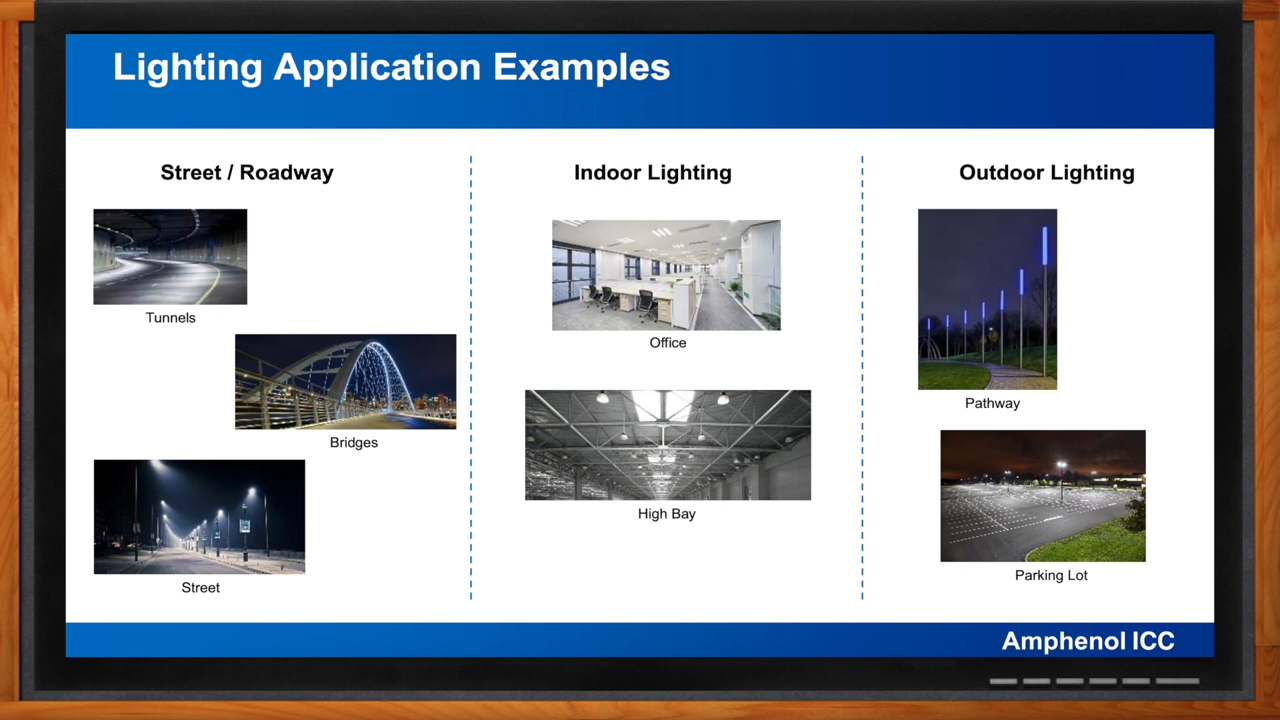 Lighting Application Examples
Street / Roadway
Tunnels
Bridges
Street
Indoor Lighting
Office
High Bay
Outdoor Lighting
Pathway
Parking Lot
Amphenol ICC